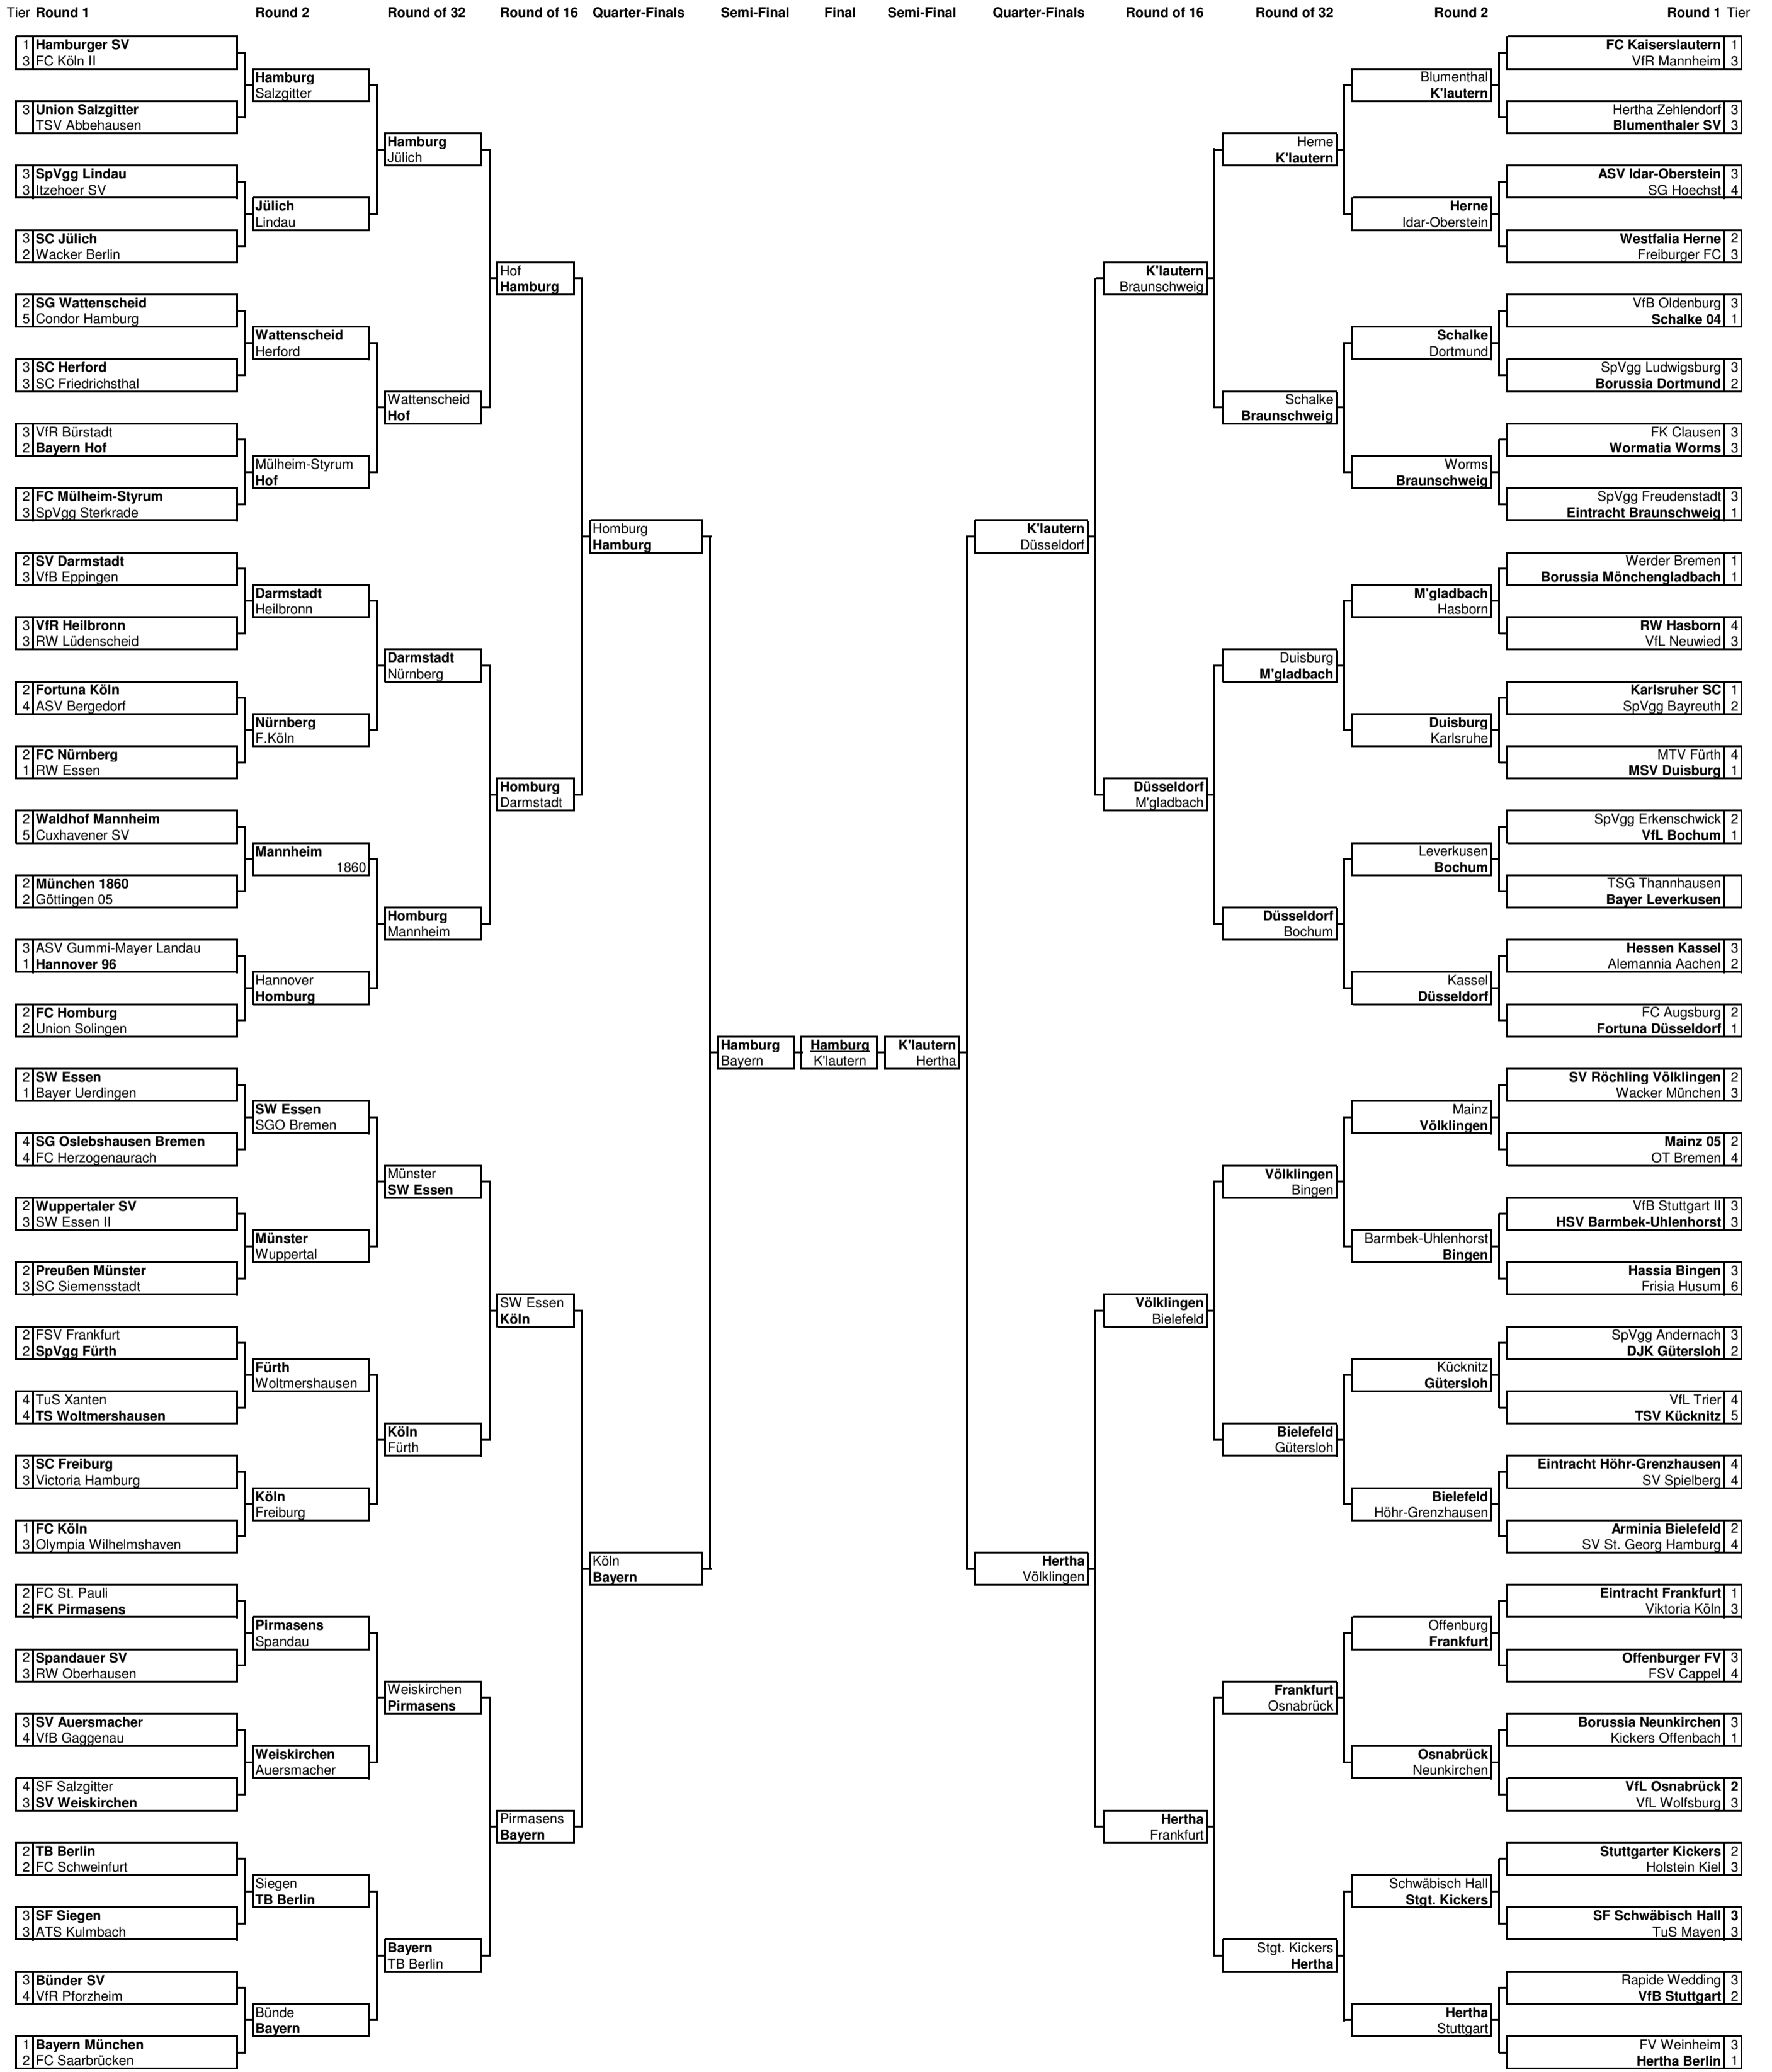 Tier Round 1 Round 2 Round of 32 Round of 16 Quarter-Finals Semi-Final Final Semi-Final Quarter-Finals Round of 16 Round of 32 Round 2 Round 1 Tier
1 Hamburger SV
3 FC Köln II
3 Union Salzgitter
TSV Abbehausen
3 SpVgg Lindau
3 Itzehoer SV
3 SC Jülich
2 Wacker Berlin
2 SG Wattenscheid
5 Condor Hamburg
3 SC Herford
3 SC Friedrichsthal
3 VfR Bürstadt
2 Bayern Hof
2 FC Mülheim-Styrum
3 SpVgg Sterkrade
2 SV Darmstadt
3 VfB Eppingen
3 VfR Heilbronn
3 RW Lüdenscheid
2 Fortuna Köln
4 ASV Bergedorf
2 FC Nürnberg
1 RW Essen
2 Waldhof Mannheim
5 Cuxhavener SV
2 München 1860
2 Göttingen 05
3 ASV Gummi-Mayer Landau
1 Hannover 96
2 FC Homburg
2 Union Solingen
2 SW Essen
1 Bayer Uerdingen
4 SG Oslebshausen Bremen
4 FC Herzogenaurach
2 Wuppertaler SV
3 SW Essen II
2 Preußen Münster
3 SC Siemensstadt
2 FSV Frankfurt
2 SpVgg Fürth
4 TuS Xanten
4 TS Woltmershausen
3 SC Freiburg
3 Victoria Hamburg
1 FC Köln
3 Olympia Wilhelmshaven
2 FC St. Pauli
2 FK Pirmasens
2 Spandauer SV
3 RW Oberhausen
3 SV Auersmacher
4 VfB Gaggenau
4 SF Salzgitter
3 SV Weiskirchen
2 TB Berlin
2 FC Schweinfurt
3 SF Siegen
3 ATS Kulmbach
3 Bünder SV
4 VfR Pforzheim
1 Bayern München
2 FC Saarbrücken
Hamburg
Salzgitter
Jülich
Lindau
Wattenscheid
Herford
Mülheim-Styrum
Hof
Darmstadt
Heilbronn
Nürnberg
F.Köln
Mannheim
1860
Hannover
Homburg
SW Essen
SGO Bremen
Münster
Wuppertal
Fürth
Woltmershausen
Köln
Freiburg
Pirmasens
Spandau
Weiskirchen
Auersmacher
Siegen
TB Berlin
Bünde
Bayern
Hamburg
Jülich
Wattenscheid
Hof
Darmstadt
Nürnberg
Homburg
Mannheim
Münster
SW Essen
Köln
Fürth
Weiskirchen
Pirmasens
Bayern
TB Berlin
Hof
Hamburg
Homburg
Darmstadt
SW Essen
Köln
Pirmasens
Bayern
Homburg
Hamburg
Köln
Bayern
Hamburg
Bayern
Hamburg
K'lautern
K'lautern
Hertha
K'lautern
Düsseldorf
Hertha
Völklingen
K'lautern
Braunschweig
Düsseldorf
M'gladbach
Völklingen
Bielefeld
Hertha
Frankfurt
Herne
K'lautern
Schalke
Braunschweig
Duisburg
M'gladbach
Düsseldorf
Bochum
Völklingen
Bingen
Bielefeld
Gütersloh
Frankfurt
Osnabrück
Stgt. Kickers
Hertha
Blumenthal
K'lautern
Herne
Idar-Oberstein
Schalke
Dortmund
Worms
Braunschweig
M'gladbach
Hasborn
Duisburg
Karlsruhe
Leverkusen
Bochum
Kassel
Düsseldorf
Mainz
Völklingen
Barmbek-Uhlenhorst
Bingen
Kücknitz
Gütersloh
Bielefeld
Höhr-Grenzhausen
Offenburg
Frankfurt
Osnabrück
Neunkirchen
Schwäbisch Hall
Stgt. Kickers
Hertha
Stuttgart
FC Kaiserslautern 1
VfR Mannheim 3
Hertha Zehlendorf 3
Blumenthaler SV 3
ASV Idar-Oberstein 3
SG Hoechst 4
Westfalia Herne 2
Freiburger FC 3
VfB Oldenburg 3
Schalke 04 1
SpVgg Ludwigsburg 3
Borussia Dortmund 2
FK Clausen 3
Wormatia Worms 3
SpVgg Freudenstadt 3
Eintracht Braunschweig 1
Werder Bremen 1
Borussia Mönchengladbach 1
RW Hasborn 4
VfL Neuwied 3
Karlsruher SC 1
SpVgg Bayreuth 2
MTV Fürth 4
MSV Duisburg 1
SpVgg Erkenschwick 2
VfL Bochum 1
TSG Thannhausen
Bayer Leverkusen
Hessen Kassel 3
Alemannia Aachen 2
FC Augsburg 2
Fortuna Düsseldorf 1
SV Röchling Völklingen 2
Wacker München 3
Mainz 05 2
OT Bremen 4
VfB Stuttgart II 3
HSV Barmbek-Uhlenhorst 3
Hassia Bingen 3
Frisia Husum 6
SpVgg Andernach 3
DJK Gütersloh 2
VfL Trier 4
TSV Kücknitz 5
Eintracht Höhr-Grenzhausen 4
SV Spielberg 4
Arminia Bielefeld 2
SV St. Georg Hamburg 4
Eintracht Frankfurt 1
Viktoria Köln 3
Offenburger FV 3
FSV Cappel 4
Borussia Neunkirchen 3
Kickers Offenbach 1
VfL Osnabrück 2
VfL Wolfsburg 3
Stuttgarter Kickers 2
Holstein Kiel 3
SF Schwäbisch Hall 3
TuS Mayen 3
Rapide Wedding 3
VfB Stuttgart 2
FV Weinheim 3
Hertha Berlin 1